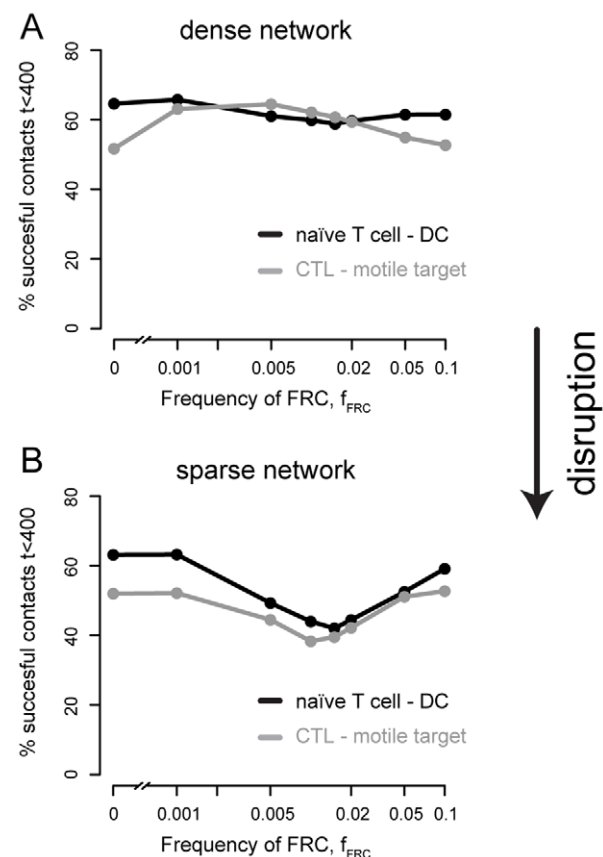 A
dense network
% succesful contacts t<400
80
60
40
20
0
naïve T cell - DC
CTL - motile target
0 0.001 0.005 0.02 0.05 0.1
Frequency of FRC, fFRC
disruption
B
sparse network
% succesful contacts t<400
80
60
40
20
0
naïve T cell - DC
CTL - motile target
0 0.001 0.005 0.02 0.05 0.1
Frequency of FRC, fFRC